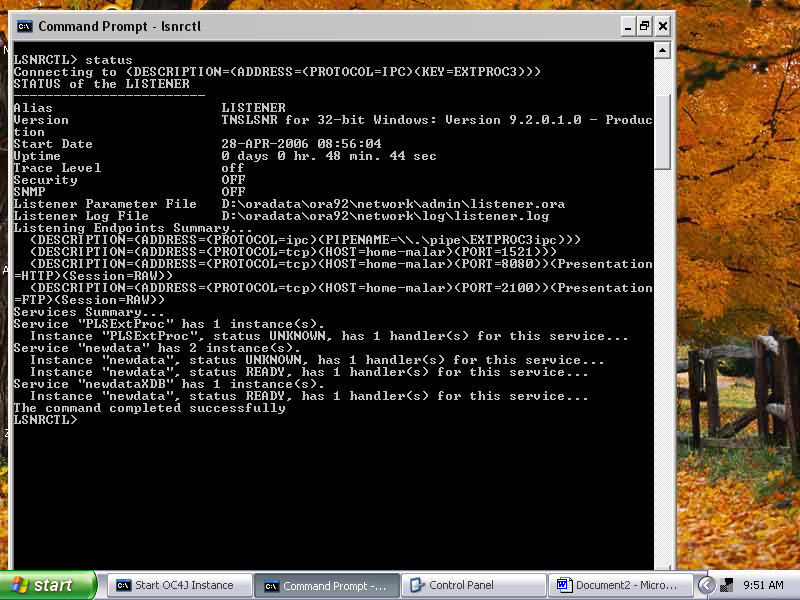 Command Prompt - lsnrctl
LSNRCTL> status
Connecting to (DESCRIPTION=(ADDRESS=(PROTOCOL=IPC)(KEY=EXTPROC3)))
STATUS of the LISTENER
------------------------
Alias                     LISTENER
Version                   TNSLSNR for 32-bit Windows: Version 9.2.0.1.0 - Produc
tion
Start Date                28-APR-2006 08:56:04
Uptime                    0 days 0 hr. 48 min. 44 sec
Trace Level               off
Security                  OFF
SNMP                      OFF
Listener Parameter File   D:\oradata\ora92\network\admin\listener.ora
Listener Log File         D:\oradata\ora92\network\log\listener.log
Listening Endpoints Summary...
  (DESCRIPTION=(ADDRESS=(PROTOCOL=ipc)(PIPENAME=\\.\pipe\EXTPROC3ipc)))
  (DESCRIPTION=(ADDRESS=(PROTOCOL=tcp)(HOST=home-malar)(PORT=1521)))
  (DESCRIPTION=(ADDRESS=(PROTOCOL=tcp)(HOST=home-malar)(PORT=8080))(Presentation
=HTTP)(Session=RAW))
  (DESCRIPTION=(ADDRESS=(PROTOCOL=tcp)(HOST=home-malar)(PORT=2100))(Presentation
=FTP)(Session=RAW))
Services Summary...
Service "PLSExtProc" has 1 instance(s).
  Instance "PLSExtProc", status UNKNOWN, has 1 handler(s) for this service...
Service "newdata" has 2 instance(s).
  Instance "newdata", status UNKNOWN, has 1 handler(s) for this service...
  Instance "newdata", status READY, has 1 handler(s) for this service...
Service "newdataXDB" has 1 instance(s).
  Instance "newdata", status READY, has 1 handler(s) for this service...
The command completed successfully
LSNRCTL>
start
Start OC4J Instance
Command Prompt -...
Control Panel
Document2 - Micro...
9:51 AM